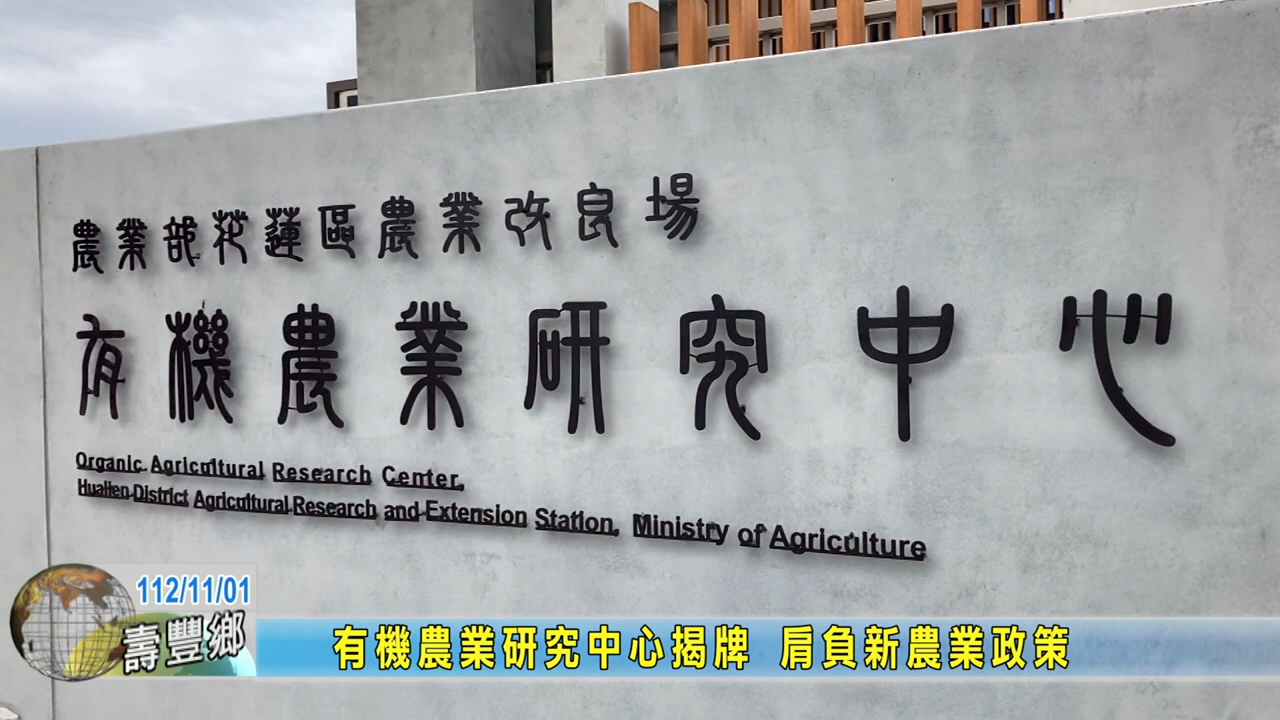 農業部花蓮區農業改良場
有機農業研究中心
Organic Agricultural Research Center,
Hualien District Agricultural Research and Extension Station, Ministry of Agriculture
112/11/01
壽豐鄉
有機農業研究中心揭牌 肩負新農業政策